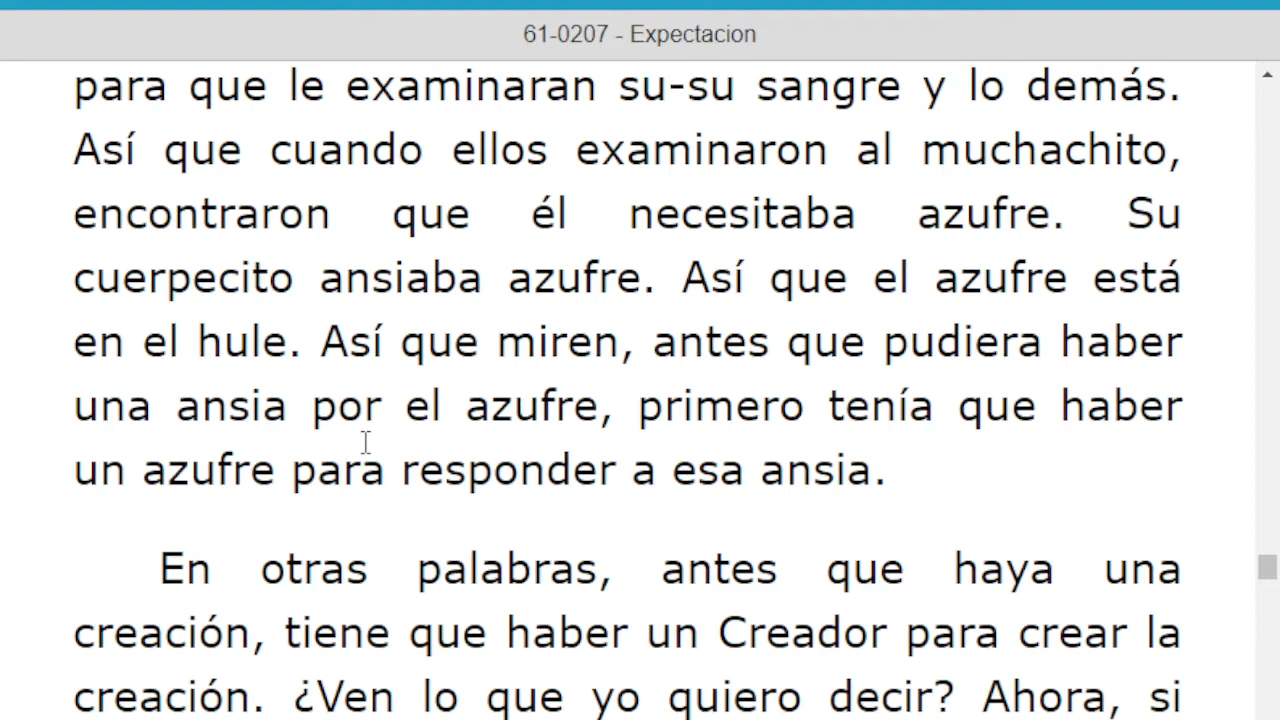 61-0207 - Expectacion
para que le examinaran su-su sangre y lo demás.
Así que cuando ellos examinaron al muchachito,
encontraron que él necesitaba azufre. Su
cuerpecito ansiaba azufre. Así que el azufre está
en el hule. Así que miren, antes que pudiera haber
una ansia por el azufre, primero tenía que haber
un azufre para responder a esa ansia.
En otras palabras, antes que haya una
creación, tiene que haber un Creador para crear la
creación. ¿Ven lo que yo quiero decir? Ahora, si